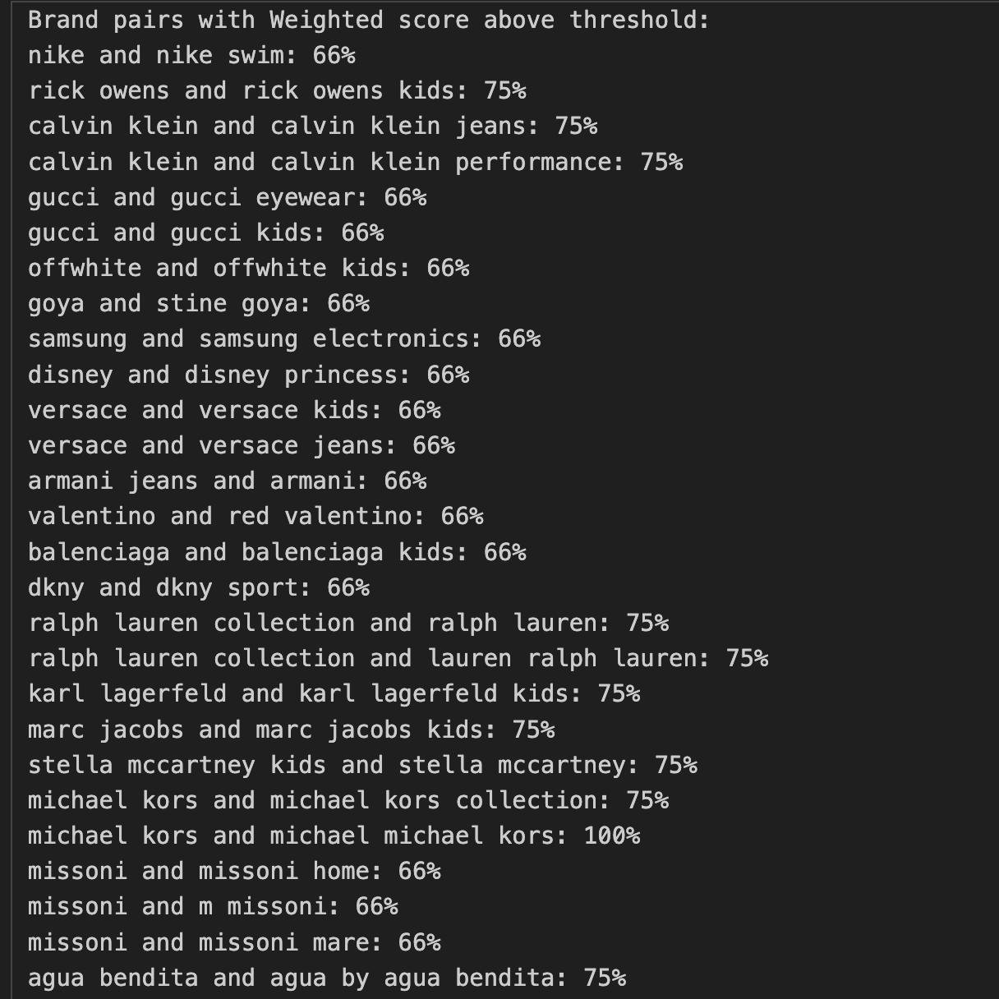 Brand pairs with Weighted score above threshold:
nike and nike swim: 66%
rick owens and rick owens kids: 75%
calvin klein and calvin klein jeans: 75%
calvin klein and calvin klein performance: 75%
gucci and gucci eyewear: 66%
gucci and gucci kids: 66%
offwhite and offwhite kids: 66%
goya and stine goya: 66%
samsung and samsung electronics: 66%
disney and disney princess: 66%
versace and versace kids: 66%
versace and versace jeans: 66%
armani jeans and armani: 66%
valentino and red valentino: 66%
balenciaga and balenciaga kids: 66%
dkny and dkny sport: 66%
ralph lauren collection and ralph lauren: 75%
ralph lauren collection and lauren ralph lauren: 75%
karl lagerfeld and karl lagerfeld kids: 75%
marc jacobs and marc jacobs kids: 75%
stella mccartney kids and stella mccartney: 75%
michael kors and michael kors collection: 75%
michael kors and michael michael kors: 100%
missoni and missoni home: 66%
missoni and m missoni: 66%
missoni and missoni mare: 66%
agua bendita and agua by agua bendita: 75%